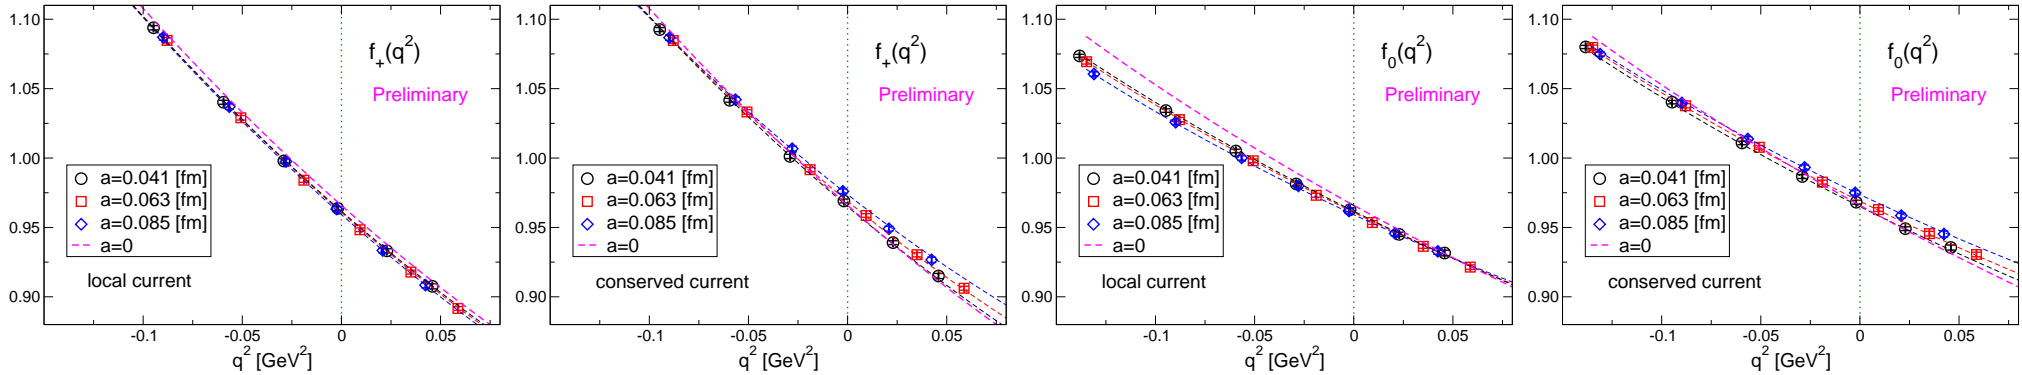 1.10
1.05
1.00
0.95
0.90
f+(q²)
Preliminary
a=0.041 [fm]
a=0.063 [fm]
a=0.085 [fm]
a=0
local current
-0.1 -0.05 0 0.05
q² [GeV²]
1.10
1.05
1.00
0.95
0.90
f+(q²)
Preliminary
a=0.041 [fm]
a=0.063 [fm]
a=0.085 [fm]
a=0
conserved current
-0.1 -0.05 0 0.05
q² [GeV²]
1.10
1.05
1.00
0.95
0.90
f0(q²)
Preliminary
a=0.041 [fm]
a=0.063 [fm]
a=0.085 [fm]
a=0
local current
-0.1 -0.05 0 0.05
q² [GeV²]
1.10
1.05
1.00
0.95
0.90
f0(q²)
Preliminary
a=0.041 [fm]
a=0.063 [fm]
a=0.085 [fm]
a=0
conserved current
-0.1 -0.05 0 0.05
q² [GeV²]